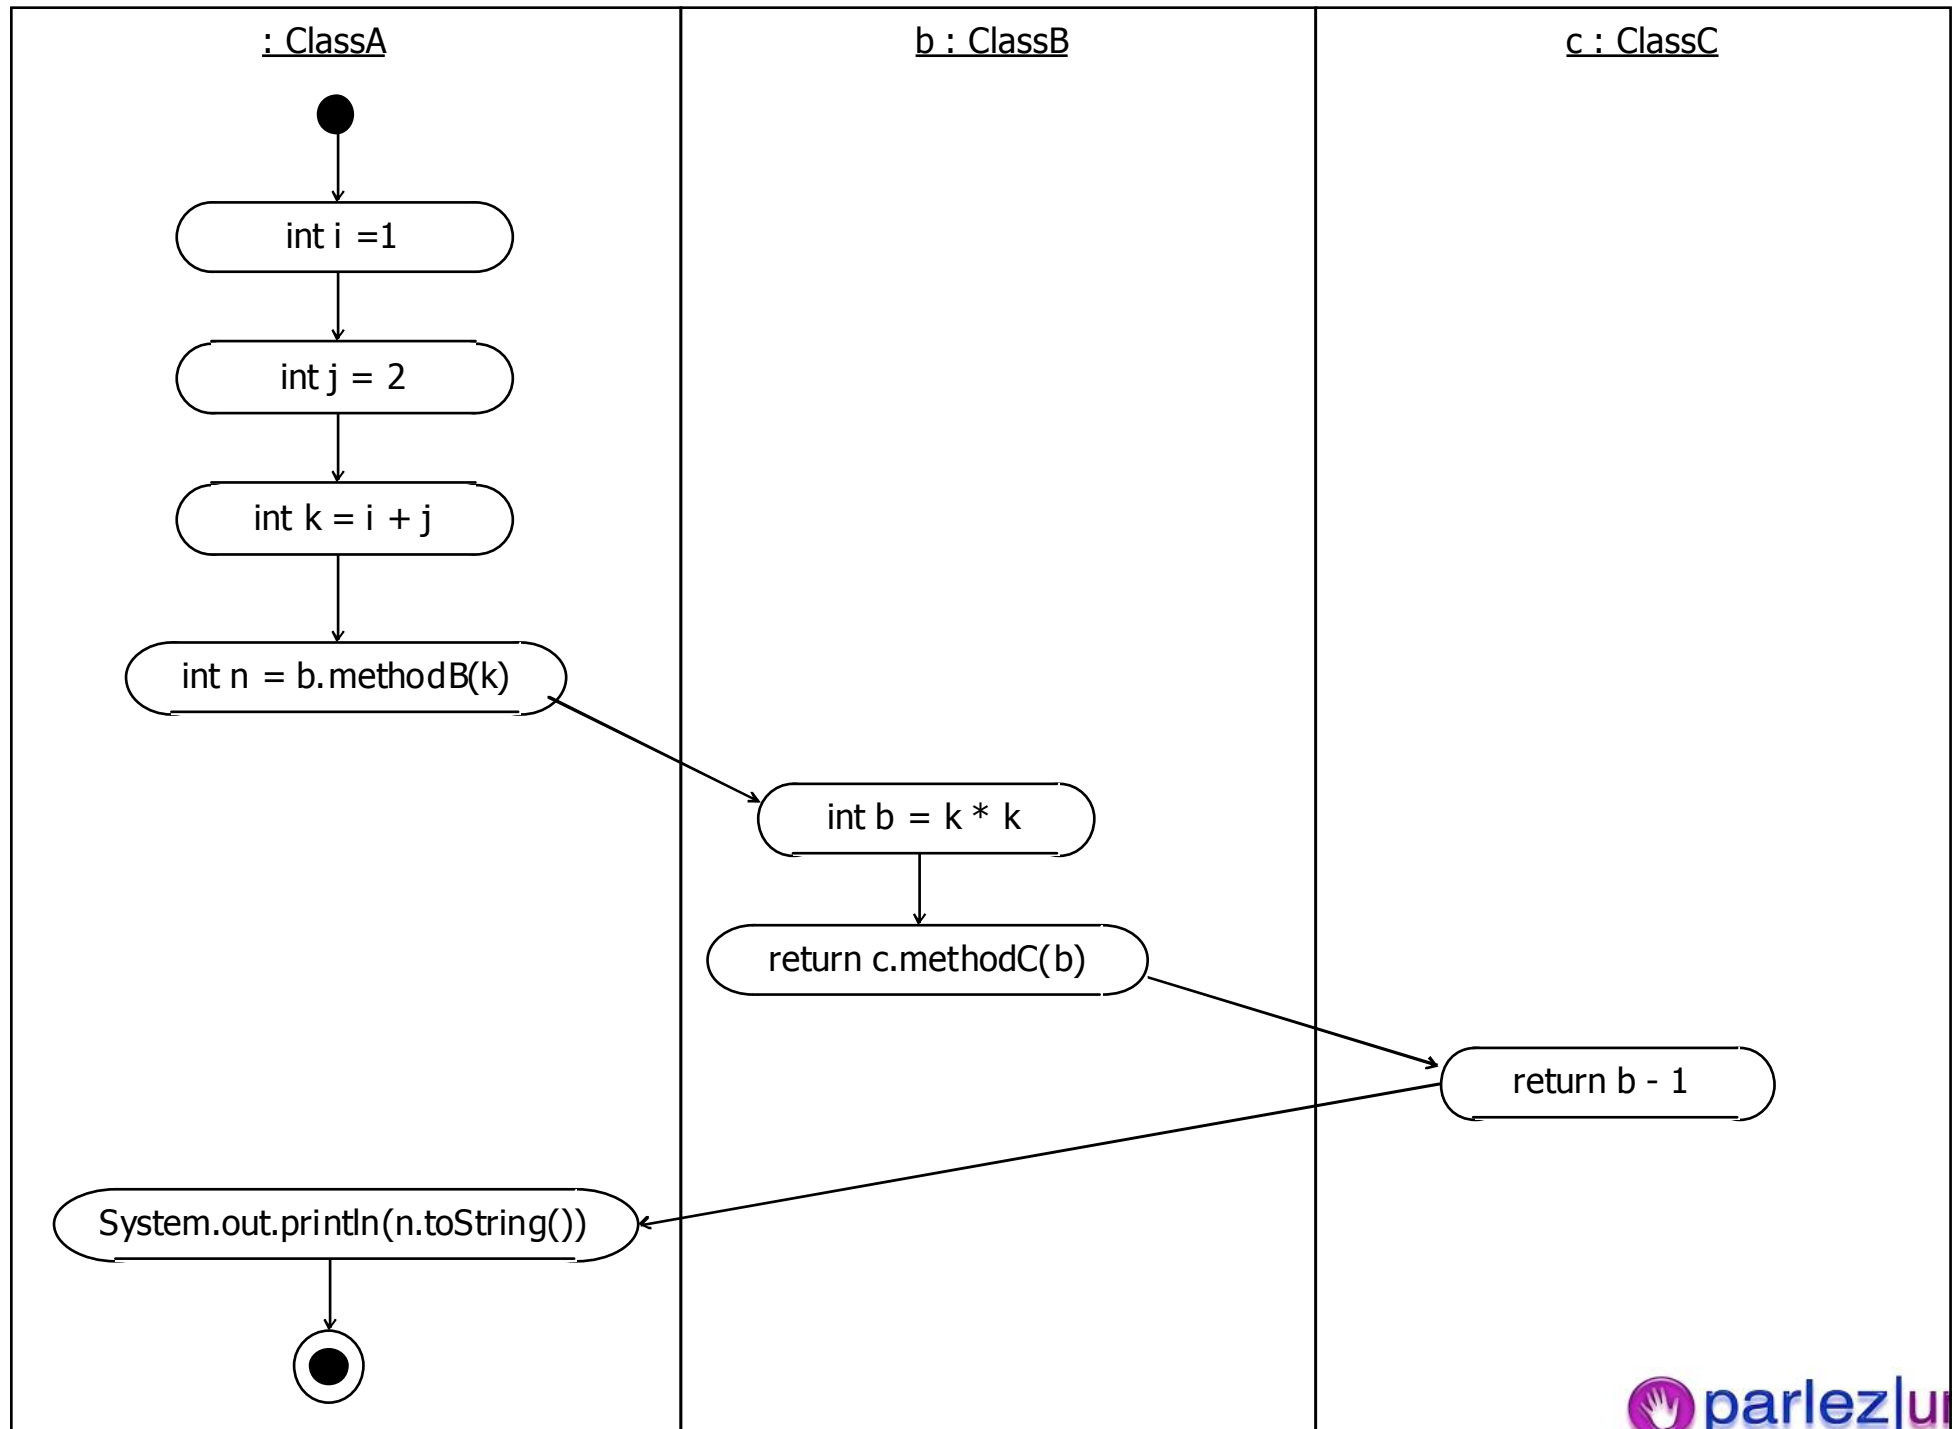 : ClassA
b : ClassB
c : ClassC
int i =1
int j = 2
int k = i + j
int n = b.methodB(k)
int b = k * k
return c.methodC(b)
return b - 1
System.out.println(n.toString())
parlez|u